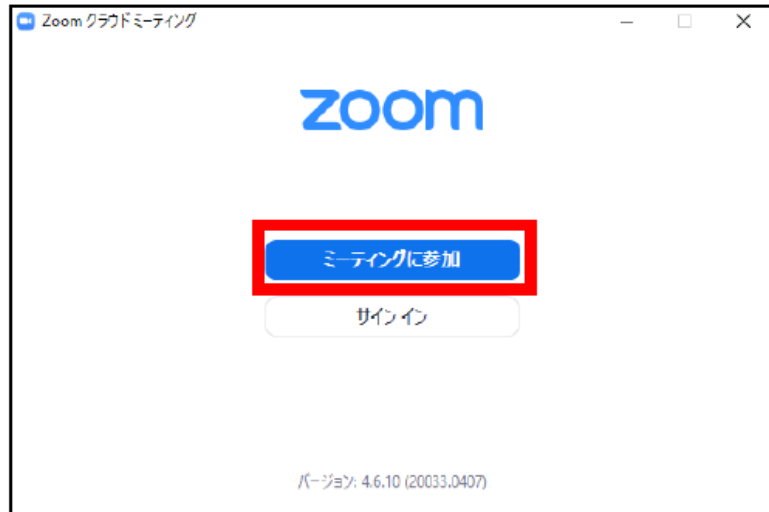 Zoom クラウド ミーティング
zoom
ミーティングに参加
サイン イン
バージョン: 4.6.10 (20033.0407)